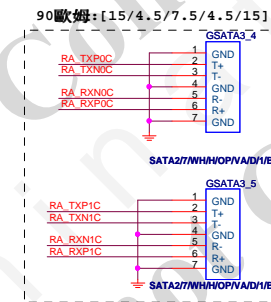 90歐姆:[15/4.5/7.5/4.5/15]
GSATA3_4
1 GND
RA_TXP0C 2 T+
RA_TXN0C 3 T-
4 GND
RA_RXN0C 5 R-
RA_RXP0C 6 R+
7 GND
SATA2/7/WH/H/OP/VA/D/1/B
GSATA3_5
1 GND
RA_TXP1C 2 T+
RA_TXN1C 3 T-
4 GND
RA_RXN1C 5 R-
RA_RXP1C 6 R+
7 GND
SATA2/7/WH/H/OP/VA/D/1/B